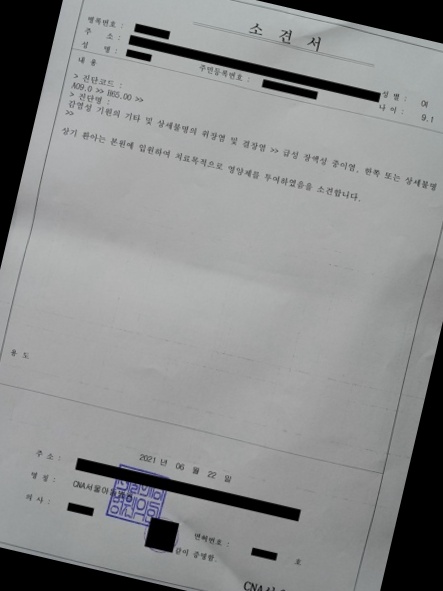 소 견 서
병록번호 :
주 소 :
성 명 : 주민등록번호 : 성 별 : 여
나 이 : 9.1
내 용
> 진단코드 :
A09.0 >> H65.00 >>
> 진단명 :
감염성 기원의 기타 및 상세불명의 위장염 및 결장염 >> 급성 장액성 중이염, 한쪽 또는 상세불명
>>
상기 환아는 본원에 입원하여 치료목적으로 영양제를 투여하였음을 소견합니다.
용 도
2021 년 06 월 22 일
주 소 :
명 칭 : CNA서울아동병원
의 사 : 면허번호 : 호
같이 증명함.
CNA서울